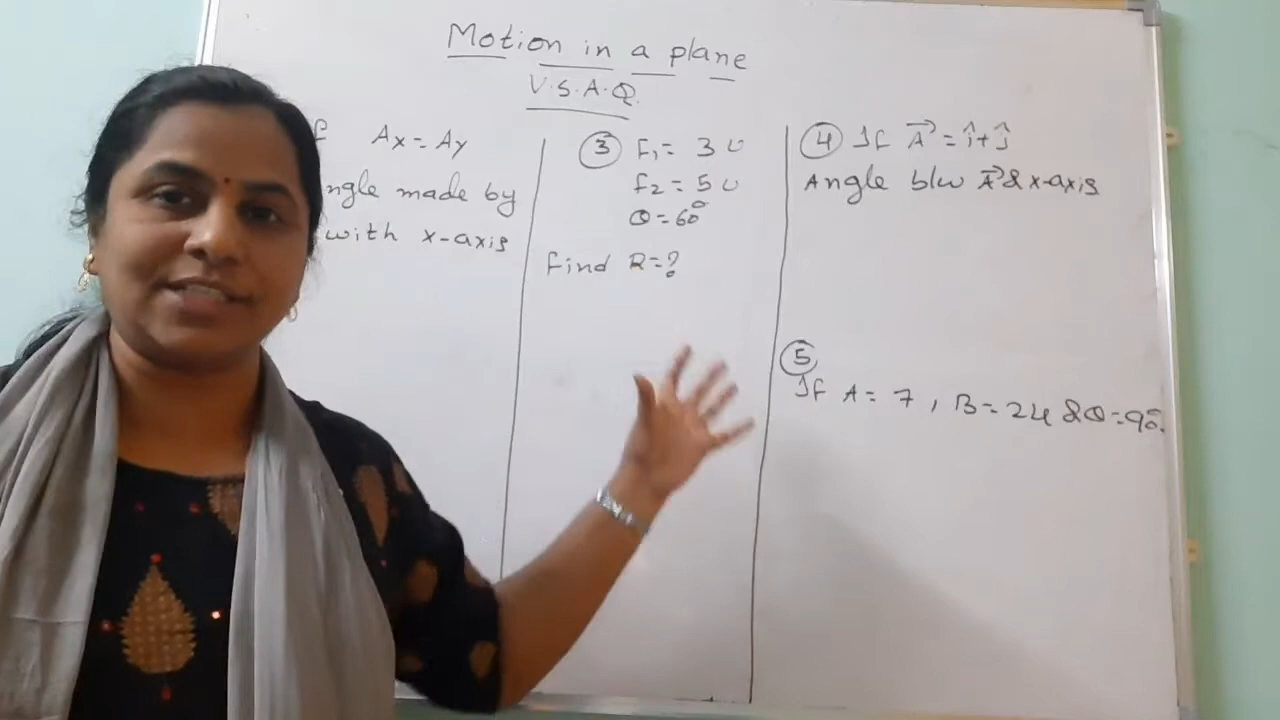 Motion in a plane
V.S.A.Q.
f Ax = Ay
ngle made by
with x-axis
③ F₁ = 3 U
F₂ = 5 U
θ = 60°
Find R = ?
④ If A⃗ = î + ĵ
Angle b/w A⃗ & x-axis
⑤
If A = 7, B = 24 & θ = 90°.